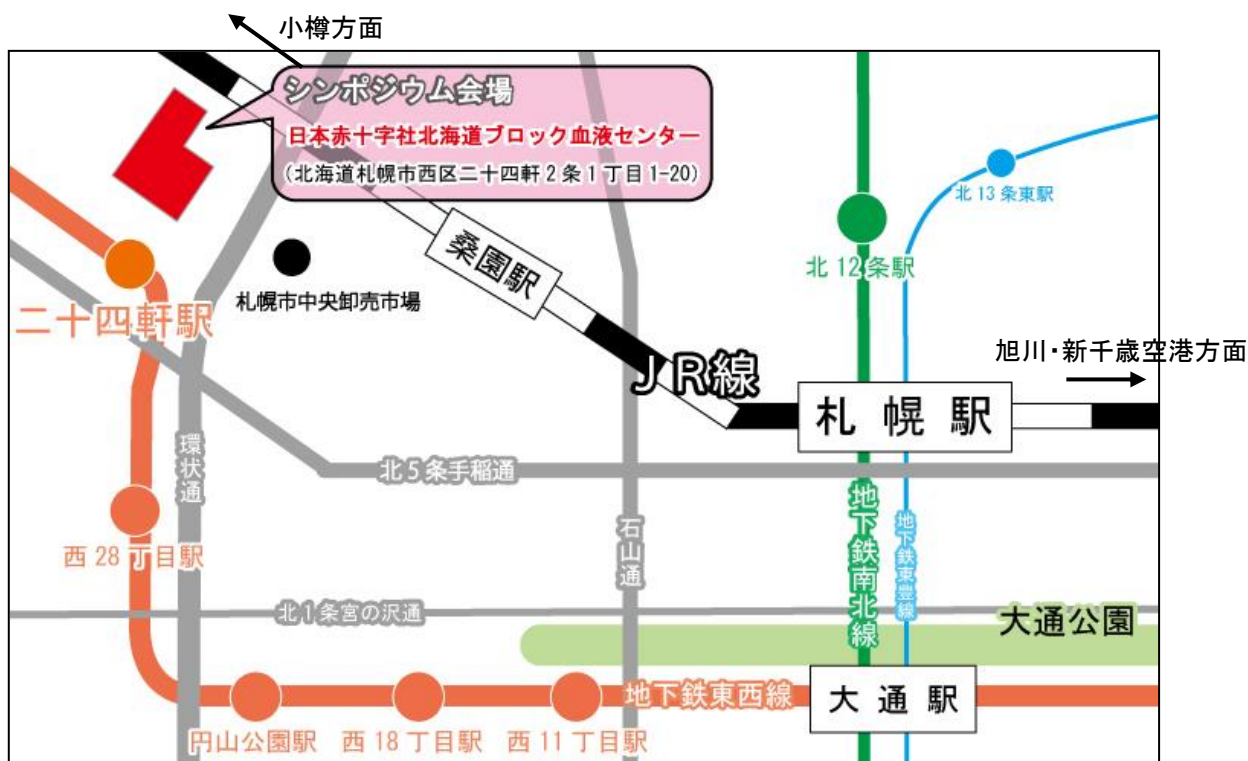 小樽方面
シンポジウム会場
日本赤十字社北海道ブロック血液センター
(北海道札幌市西区二十四軒2条1丁目1-20)
北13条東駅
桑園駅
北12条駅
札幌市中央卸売市場
二十四軒駅
旭川・新千歳空港方面
JR線
札幌駅
環状通
北5条手稲通
地下鉄南北線
地下鉄東豊線
石山通
西28丁目駅
北1条宮の沢通
大通公園
地下鉄東西線
大通駅
円山公園駅
西18丁目駅
西11丁目駅